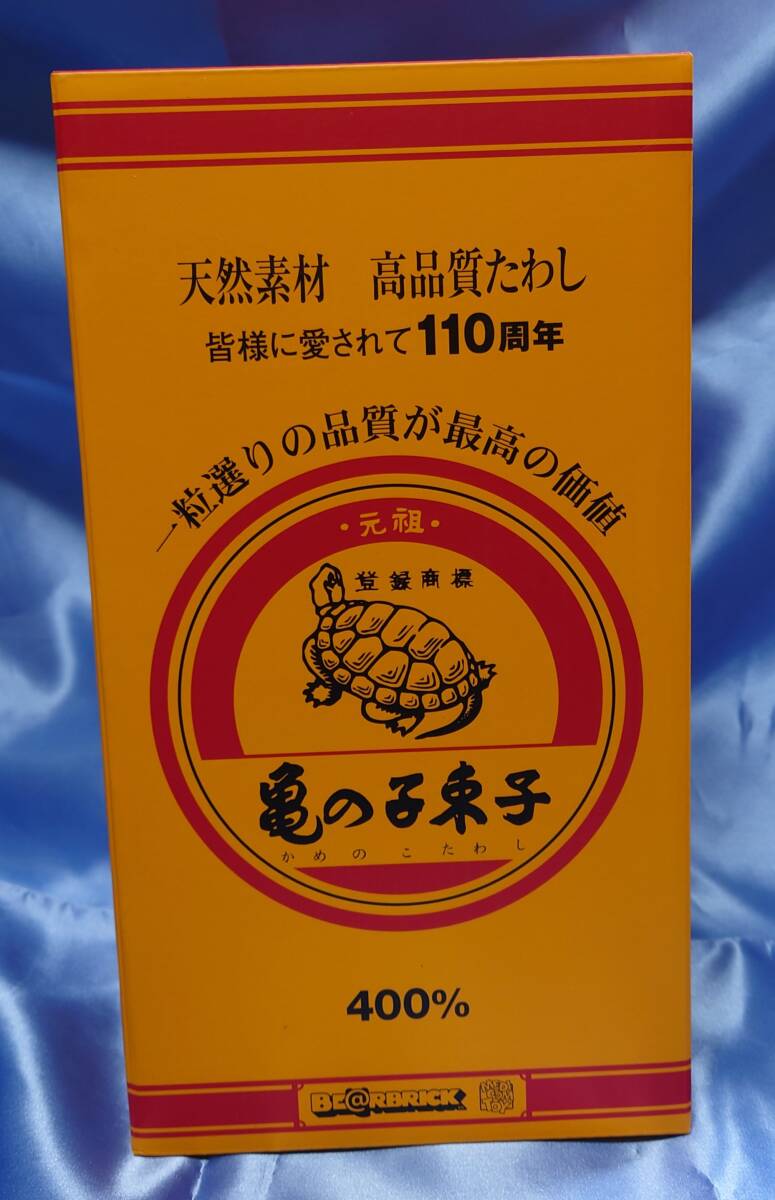 天然素材 高品質たわし
皆様に愛されて110周年
一粒選りの品質が最高の価値
・元祖・
登録商標
亀の子束子
かめのこたわし
400%
BE@RBRICK
MEDICOM TOY